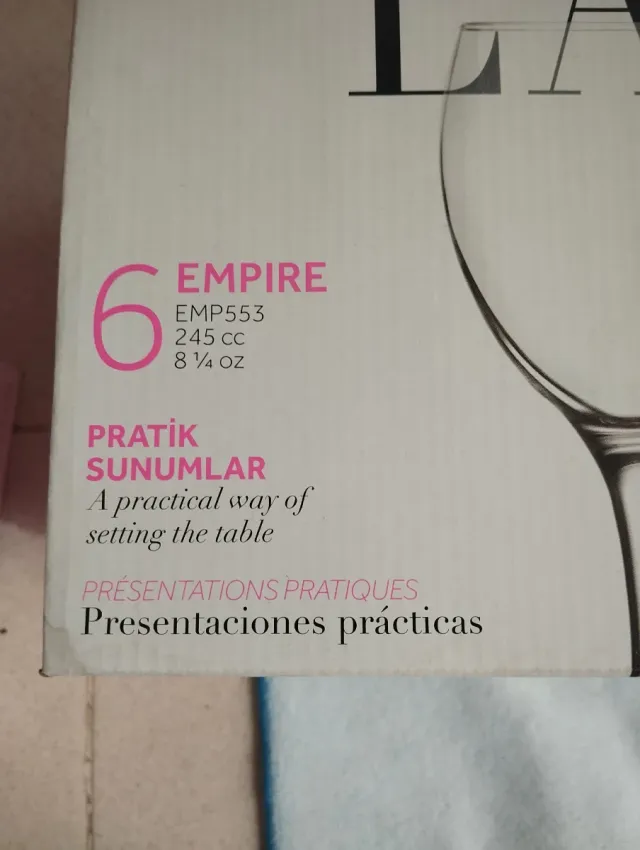 LA
6 EMPIRE
EMP553
245 cc
8 ¼ oz
PRATİK
SUNUMLAR
A practical way of
setting the table
PRÉSENTATIONS PRATIQUES
Presentaciones prácticas